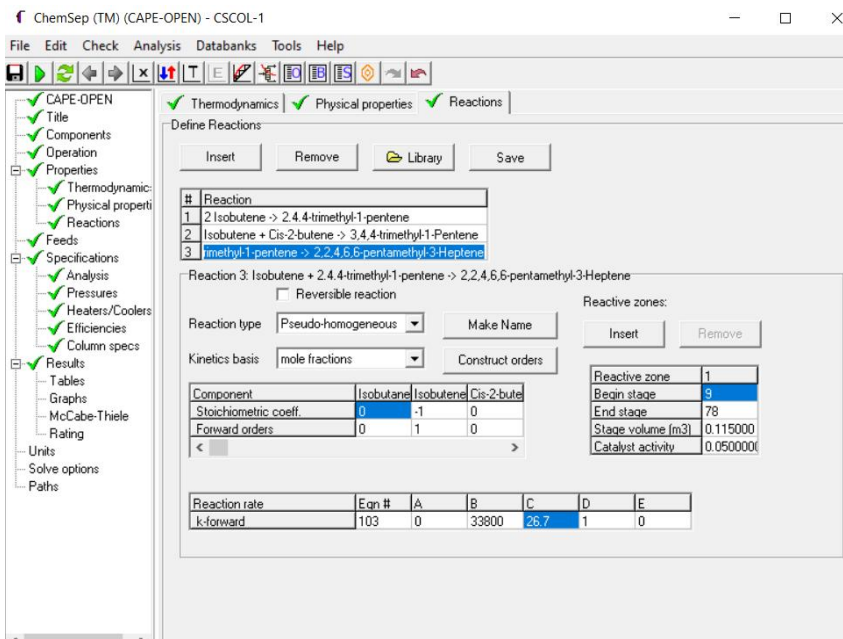 ChemSep (TM) (CAPE-OPEN) - CSCOL-1
File Edit Check Analysis Databanks Tools Help
CAPE-OPEN
Title
Components
Operation
Properties
Thermodynamic
Physical properti
Reactions
Feeds
Specifications
Analysis
Pressures
Heaters/Coolers
Efficiencies
Column specs
Results
Tables
Graphs
McCabe-Thiele
Rating
Units
Solve options
Paths
Thermodynamics Physical properties Reactions
Define Reactions
Insert Remove Library Save
# Reaction
1 2 Isobutene -> 2.4.4-trimethyl-1-pentene
2 Isobutene + Cis-2-butene -> 3,4,4-trimethyl-1-Pentene
3 rimethyl-1-pentene -> 2,2,4,6,6-pentamethyl-3-Heptene
Reaction 3: Isobutene + 2.4.4-trimethyl-1-pentene -> 2,2,4,6,6-pentamethyl-3-Heptene
Reversible reaction
Reaction type Pseudo-homogeneous Make Name
Kinetics basis mole fractions Construct orders
Component Isobutane Isobutene Cis-2-bute
Stoichiometric coeff. 0 -1 0
Forward orders 0 1 0
Reactive zones:
Insert Remove
Reactive zone 1
Begin stage 9
End stage 78
Stage volume (m3) 0.115000
Catalyst activity 0.0500000
Reaction rate Eqn # A B C D E
k-forward 103 0 33800 26.7 1 0